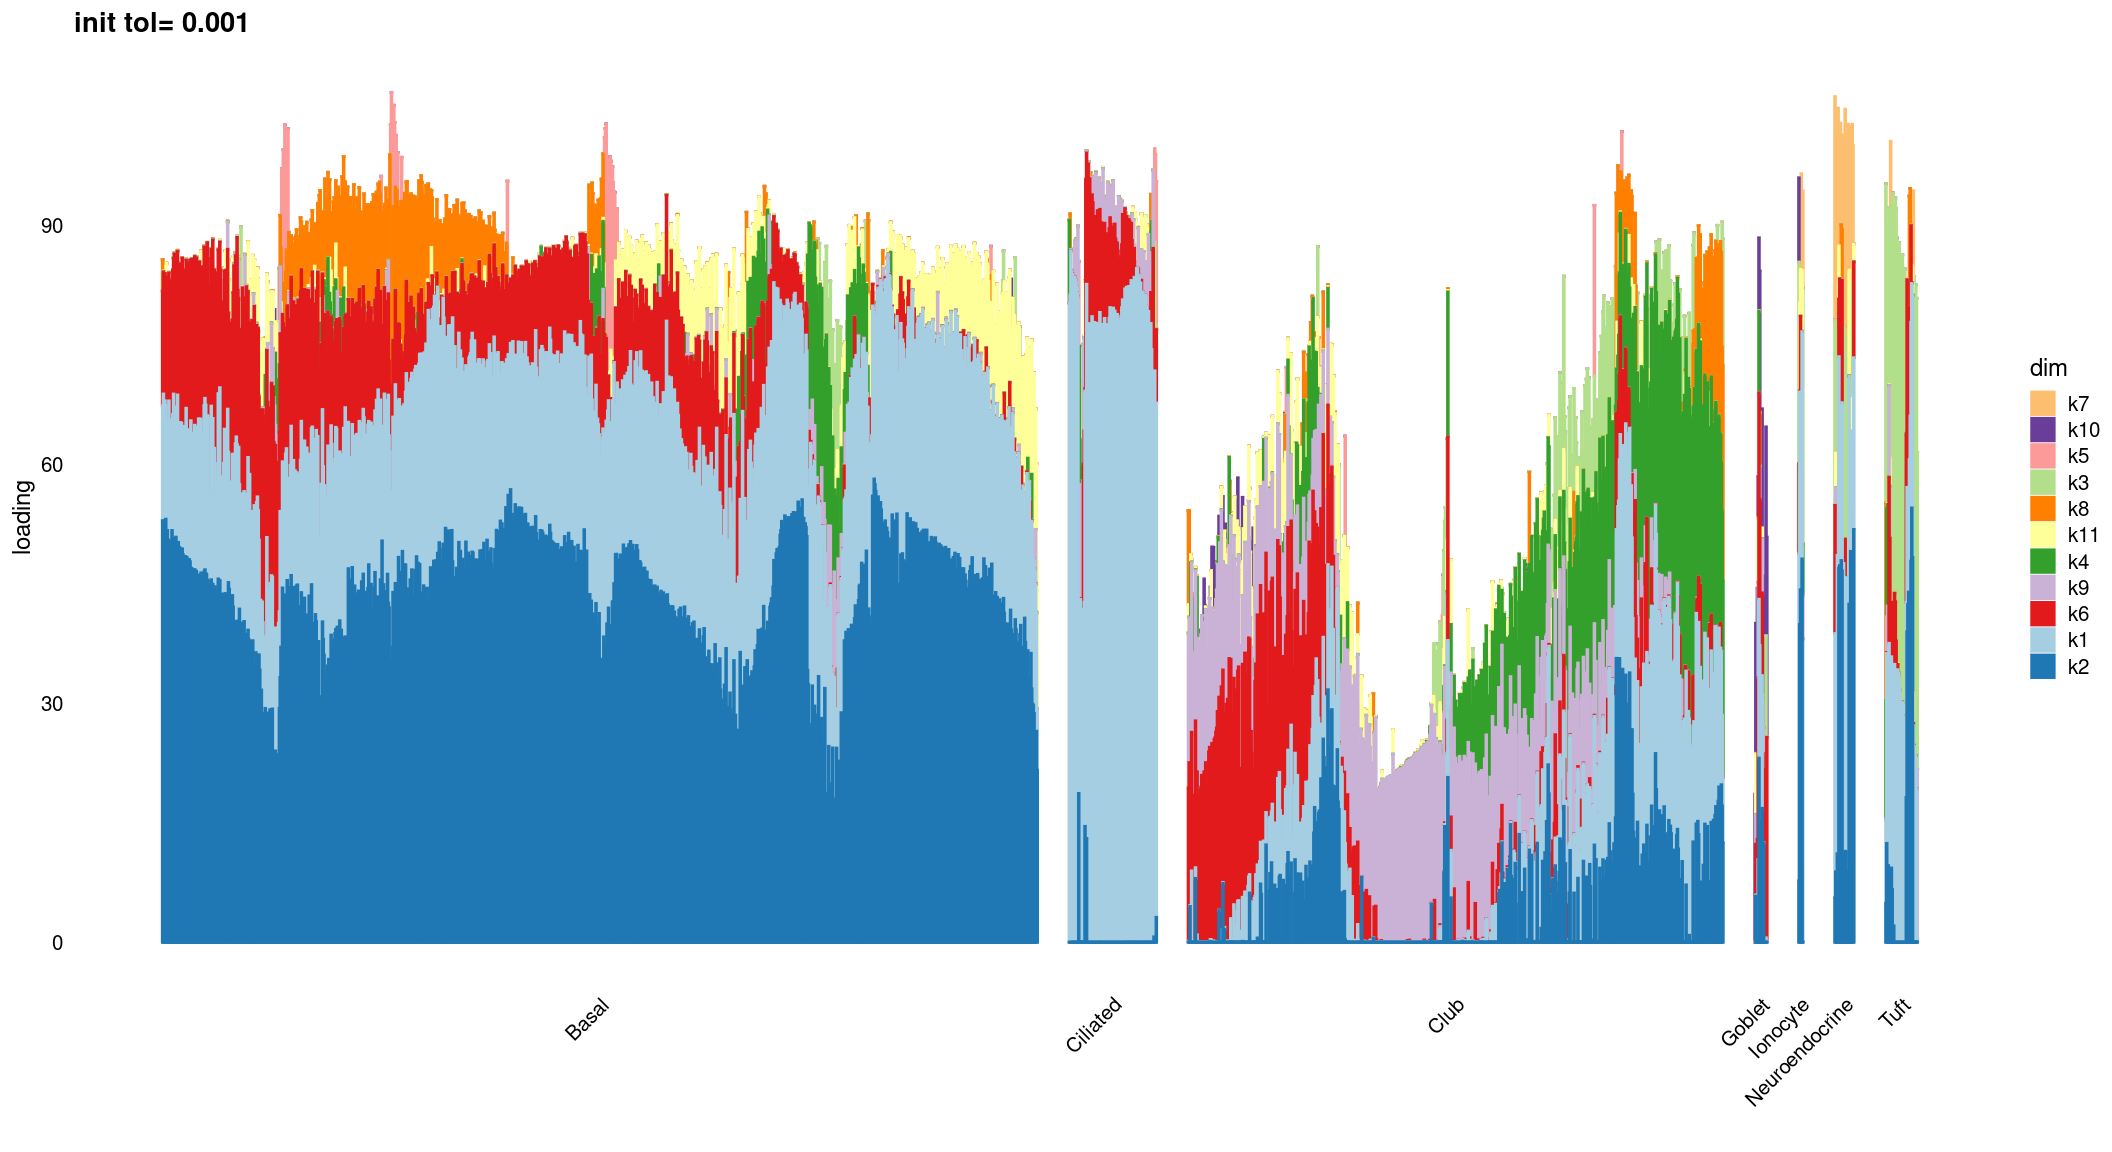 init tol= 0.001
loading
90
60
30
0
Basal
Ciliated
Club
Goblet
Ionocyte
Neuroendocrine
Tuft
dim
k7
k10
k5
k3
k8
k11
k4
k9
k6
k1
k2